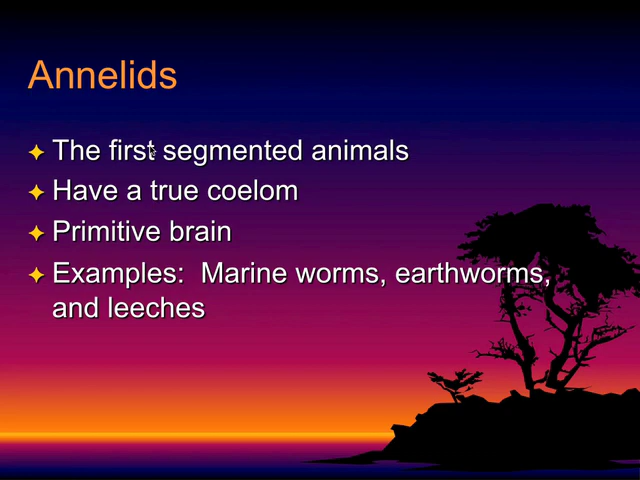 Annelids
The first segmented animals
Have a true coelom
Primitive brain
Examples:  Marine worms, earthworms,
and leeches